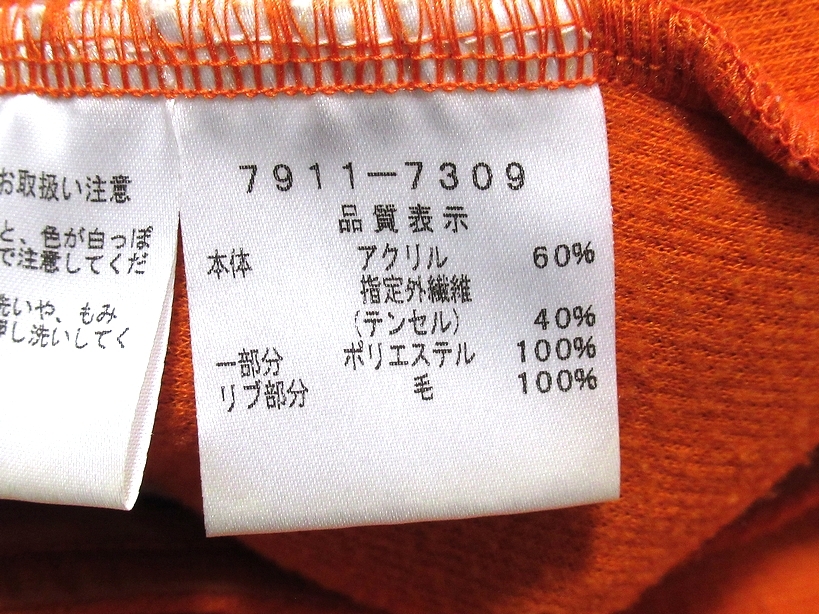 お取扱い注意
と、色が白っぽ
で注意してくだ
洗いや、もみ
押し洗いしてく
7911-7309
品質表示
本体 アクリル 60%
指定外繊維
(テンセル) 40%
一部分 ポリエステル 100%
リブ部分 毛 100%